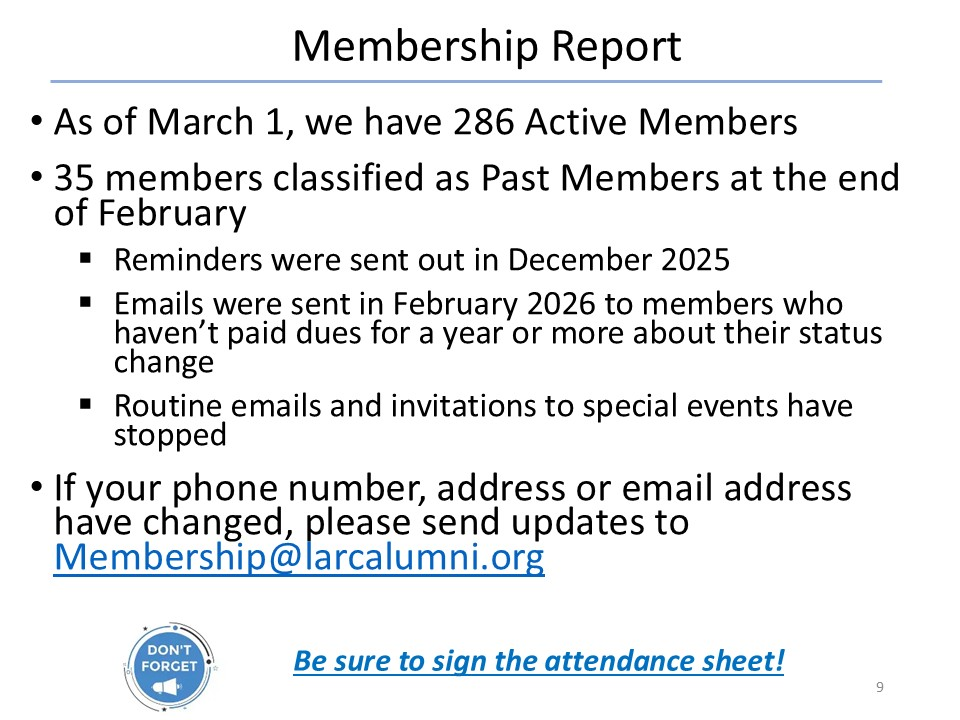 Membership Report
• As of March 1, we have 286 Active Members
• 35 members classified as Past Members at the end
of February
▪ Reminders were sent out in December 2025
▪ Emails were sent in February 2026 to members who
haven’t paid dues for a year or more about their status
change
▪ Routine emails and invitations to special events have
stopped
• If your phone number, address or email address
have changed, please send updates to
Membership@larcalumni.org
DON'T
FORGET
Be sure to sign the attendance sheet!
9